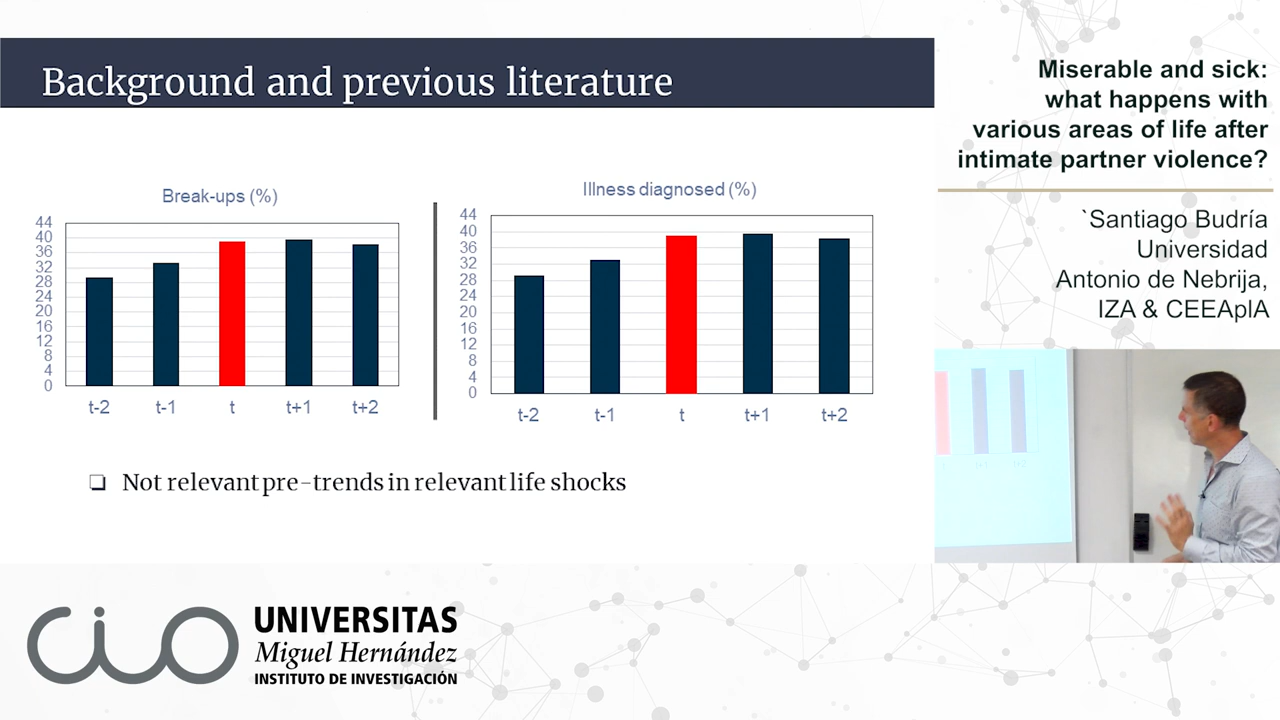 Background and previous literature
Break-ups (%)
44
40
36
32
28
24
20
16
12
8
4
0
t-2 t-1 t t+1 t+2
Illness diagnosed (%)
44
40
36
32
28
24
20
16
12
8
4
0
t-2 t-1 t t+1 t+2
Not relevant pre-trends in relevant life shocks
Miserable and sick:
what happens with
various areas of life after
intimate partner violence?
`Santiago Budría
Universidad
Antonio de Nebrija,
IZA & CEEAplA
cio
UNIVERSITAS
Miguel Hernández
INSTITUTO DE INVESTIGACIÓN